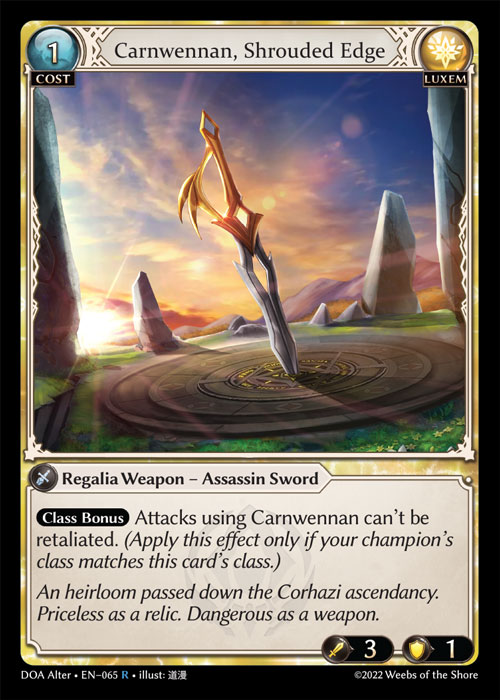 1
COST
Carnwennan, Shrouded Edge
LUXEM
Regalia Weapon – Assassin Sword
Class Bonus Attacks using Carnwennan can't be
retaliated. (Apply this effect only if your champion's
class matches this card's class.)
An heirloom passed down the Corhazi ascendancy.
Priceless as a relic. Dangerous as a weapon.
3
1
DOA Alter • EN–065 R • illust: 道漫
©2022 Weebs of the Shore